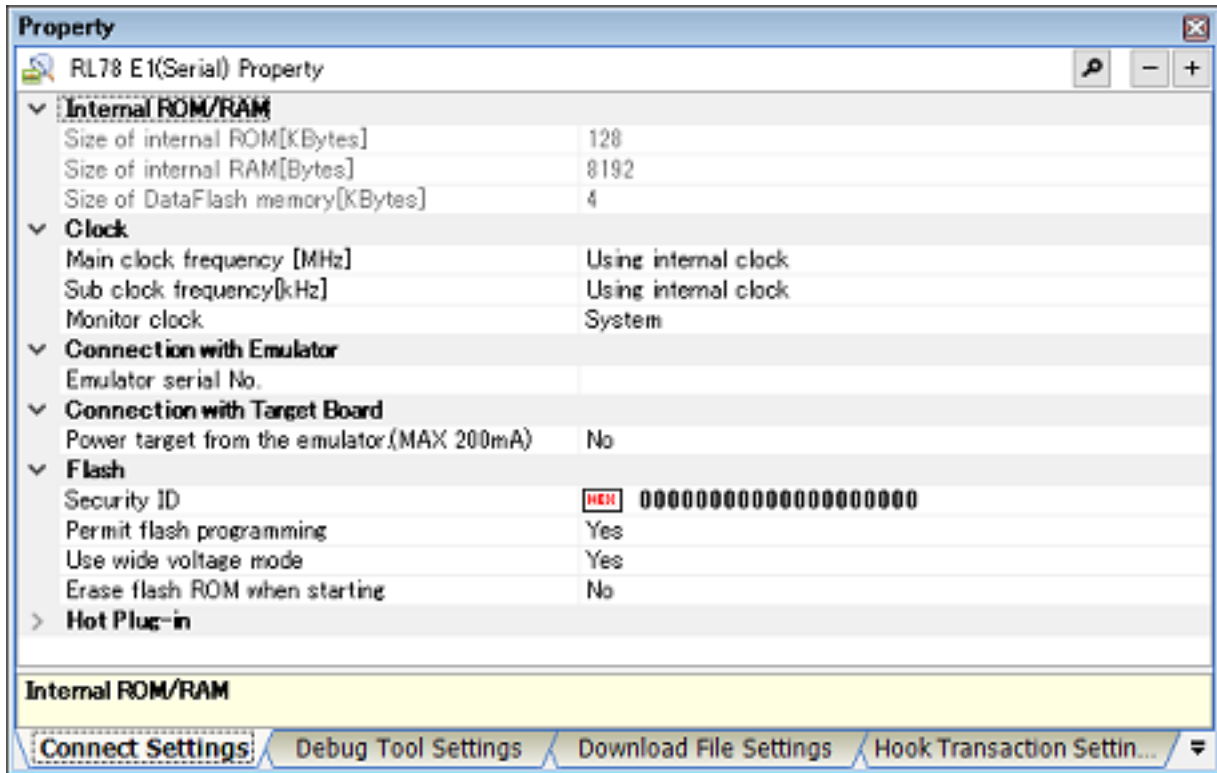 Property
RL78 E1(Serial) Property
Internal ROM/RAM
Size of internal ROM[KBytes] 128
Size of internal RAM[Bytes] 8192
Size of DataFlash memory[KBytes] 4
Clock
Main clock frequency [MHz] Using internal clock
Sub clock frequency[kHz] Using internal clock
Monitor clock System
Connection with Emulator
Emulator serial No.
Connection with Target Board
Power target from the emulator.(MAX 200mA) No
Flash
Security ID HEX 00000000000000000000
Permit flash programming Yes
Use wide voltage mode Yes
Erase flash ROM when starting No
Hot Plug-in
Internal ROM/RAM
Connect Settings Debug Tool Settings Download File Settings Hook Transaction Settin...